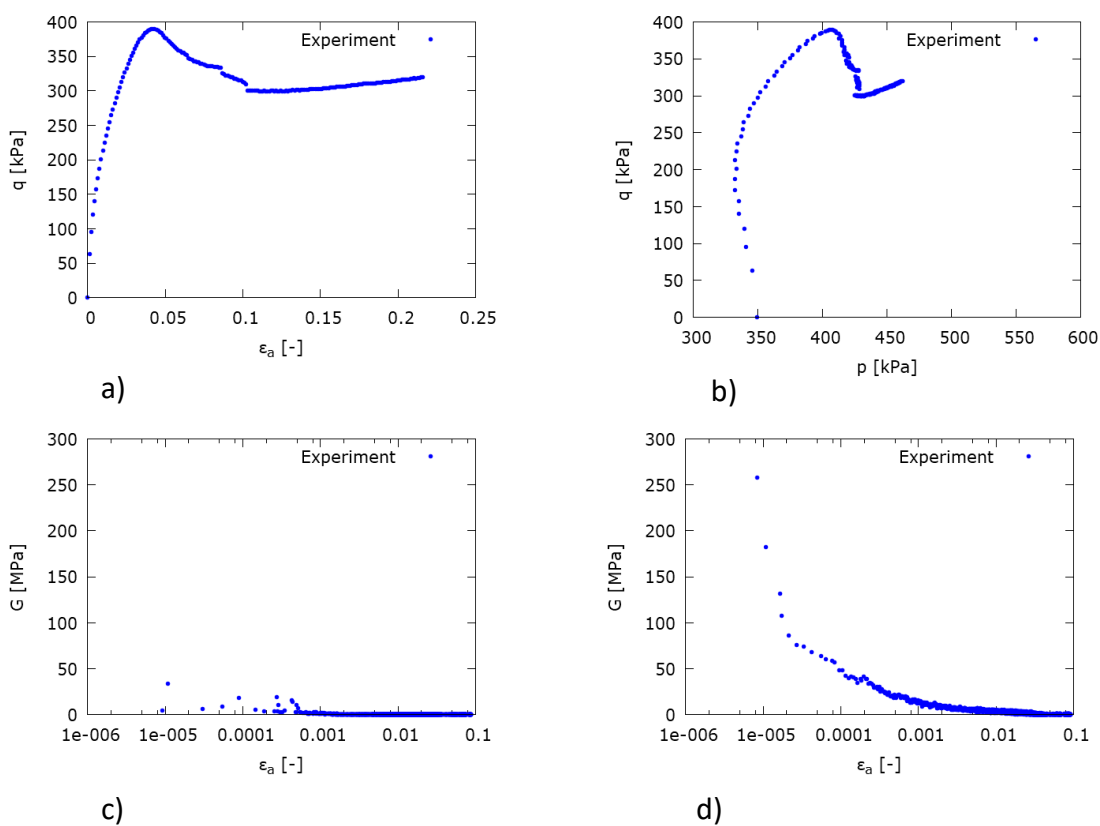 400
350
300
250
200
150
100
50
0
q [kPa]
Experiment
0 0.05 0.1 0.15 0.2 0.25
εa [-]
a)
400
350
300
250
200
150
100
50
0
q [kPa]
Experiment
300 350 400 450 500 550 600
p [kPa]
b)
300
250
200
150
100
50
0
G [MPa]
Experiment
1e-006 1e-005 0.0001 0.001 0.01 0.1
εa [-]
c)
300
250
200
150
100
50
0
G [MPa]
Experiment
1e-006 1e-005 0.0001 0.001 0.01 0.1
εa [-]
d)